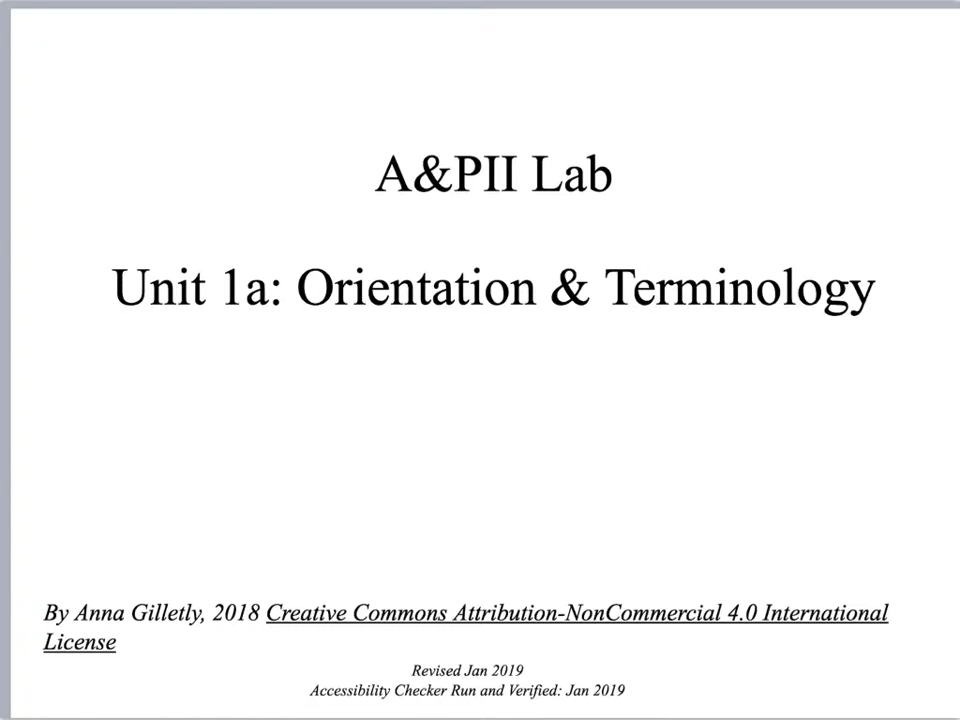 A&PII Lab
Unit 1a: Orientation & Terminology
By Anna Gilletly, 2018 Creative Commons Attribution-NonCommercial 4.0 International
License
Revised Jan 2019
Accessibility Checker Run and Verified: Jan 2019